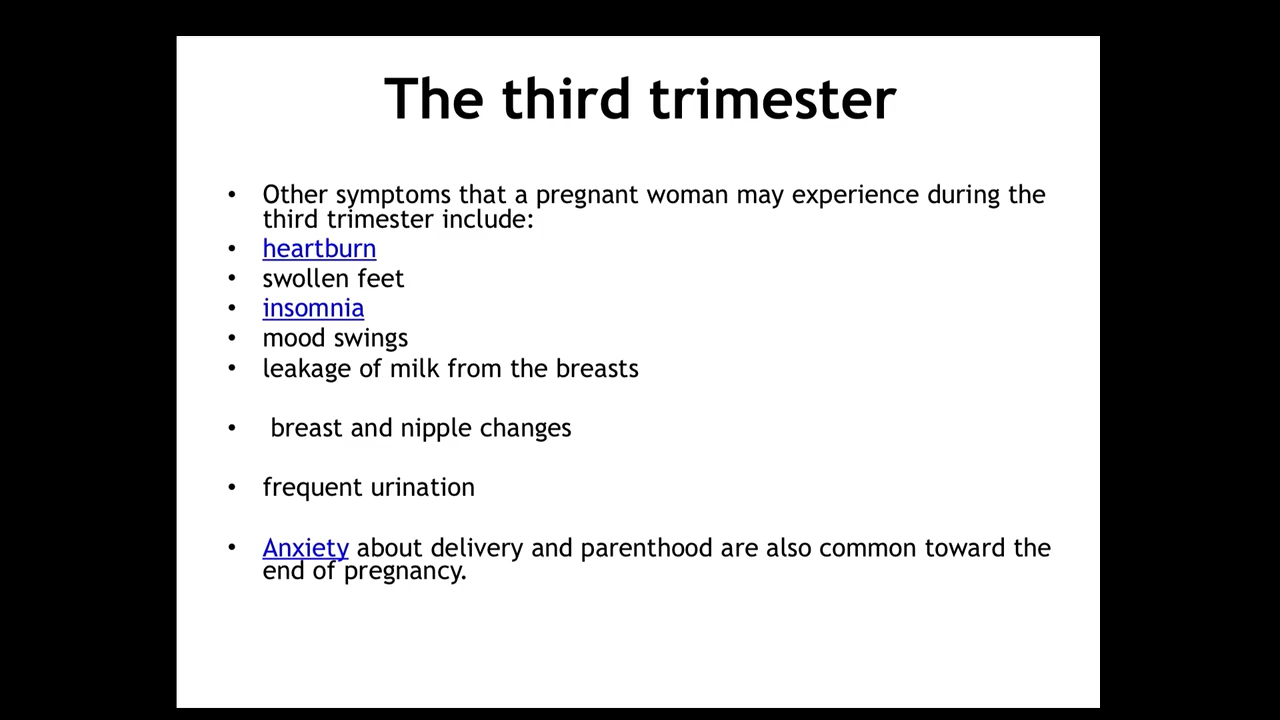 The third trimester
• Other symptoms that a pregnant woman may experience during the
third trimester include:
• heartburn
• swollen feet
• insomnia
• mood swings
• leakage of milk from the breasts
• breast and nipple changes
• frequent urination
• Anxiety about delivery and parenthood are also common toward the
end of pregnancy.